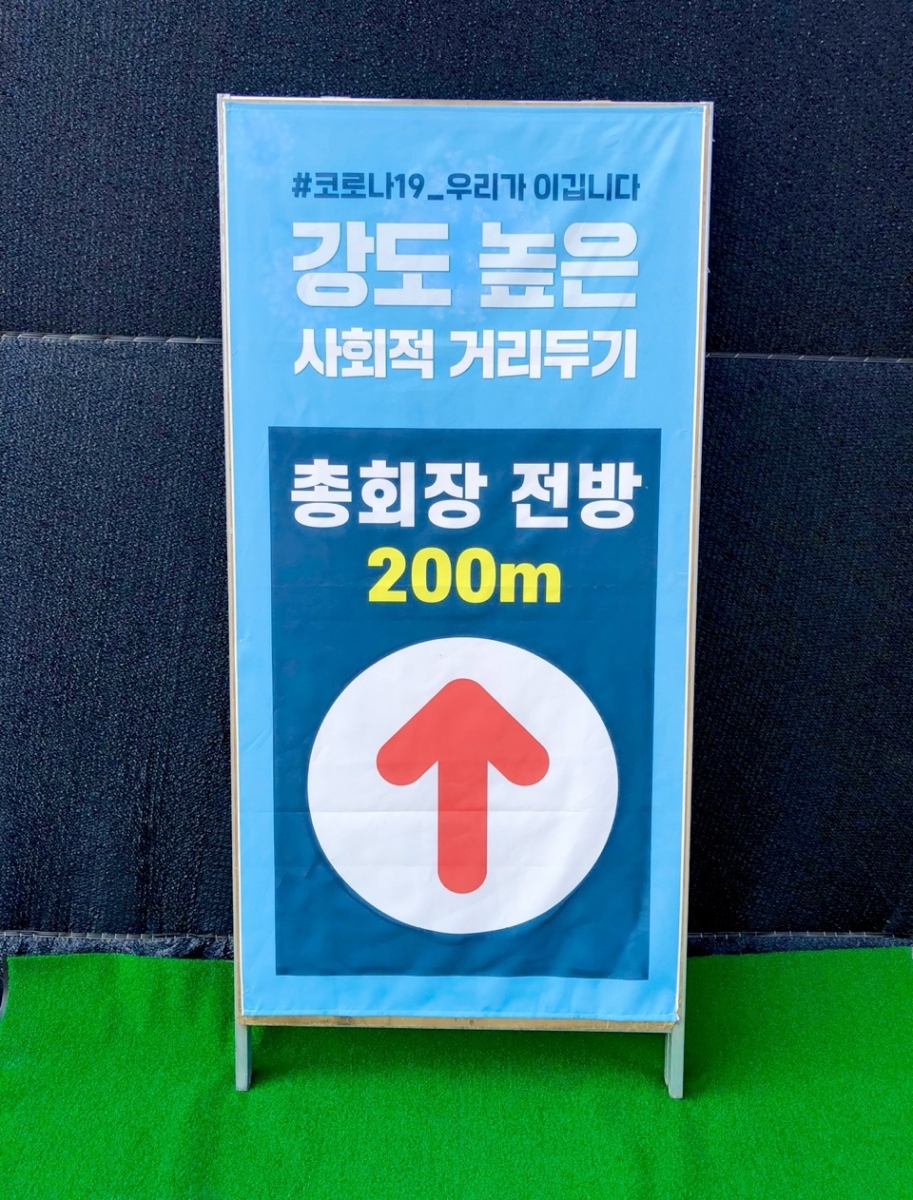 #코로나19_우리가 이깁니다
강도 높은
사회적 거리두기
총회장 전방
200m